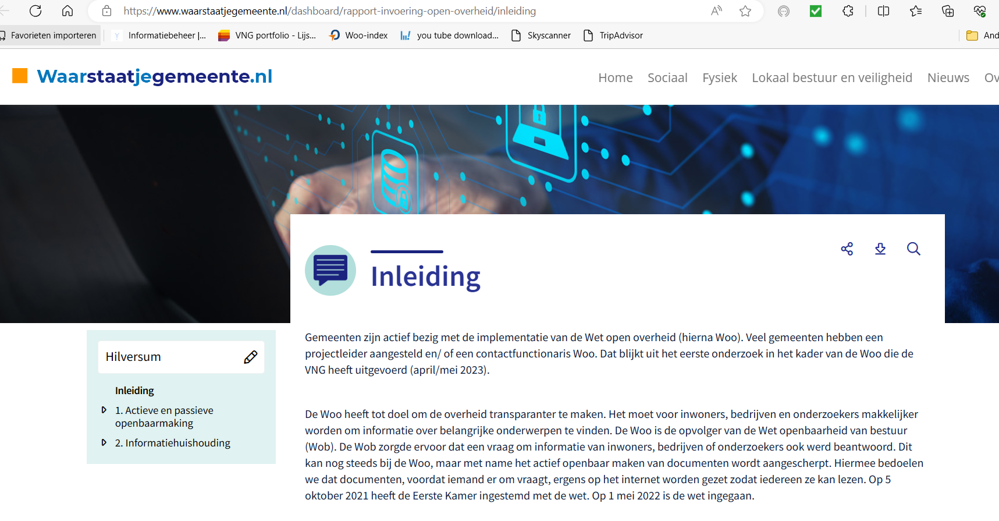 https://www.waarstaatjegemeente.nl/dashboard/rapport-invoering-open-overheid/inleiding
Favorieten importeren
Informatiebeheer |...
VNG portfolio - Lijs...
Woo-index
you tube download...
Skyscanner
TripAdvisor
And
Waarstaatjegemeente.nl
Home
Sociaal
Fysiek
Lokaal bestuur en veiligheid
Nieuws
Ov
Inleiding
Hilversum
Inleiding
1. Actieve en passieve
openbaarmaking
2. Informatiehuishouding
Gemeenten zijn actief bezig met de implementatie van de Wet open overheid (hierna Woo). Veel gemeenten hebben een
projectleider aangesteld en/ of een contactfunctionaris Woo. Dat blijkt uit het eerste onderzoek in het kader van de Woo die de
VNG heeft uitgevoerd (april/mei 2023).
De Woo heeft tot doel om de overheid transparanter te maken. Het moet voor inwoners, bedrijven en onderzoekers makkelijker
worden om informatie over belangrijke onderwerpen te vinden. De Woo is de opvolger van de Wet openbaarheid van bestuur
(Wob). De Wob zorgde ervoor dat een vraag om informatie van inwoners, bedrijven of onderzoekers ook werd beantwoord. Dit
kan nog steeds bij de Woo, maar met name het actief openbaar maken van documenten wordt aangescherpt. Hiermee bedoelen
we dat documenten, voordat iemand er om vraagt, ergens op het internet worden gezet zodat iedereen ze kan lezen. Op 5
oktober 2021 heeft de Eerste Kamer ingestemd met de wet. Op 1 mei 2022 is de wet ingegaan.